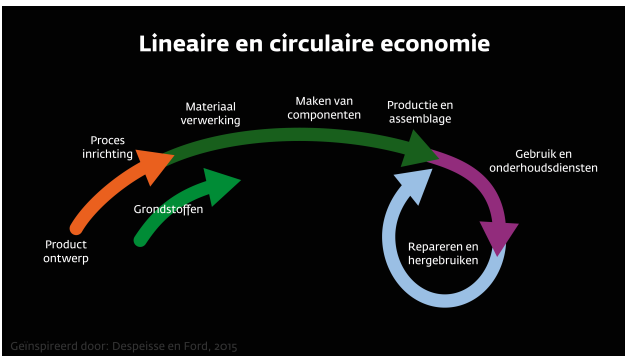 Lineaire en circulaire economie
Materiaal
verwerking
Maken van
componenten
Productie en
assemblage
Proces
inrichting
Gebruik en
onderhoudsdiensten
Grondstoffen
Product
ontwerp
Repareren en
hergebruiken
Geïnspireerd door: Despeisse en Ford, 2015